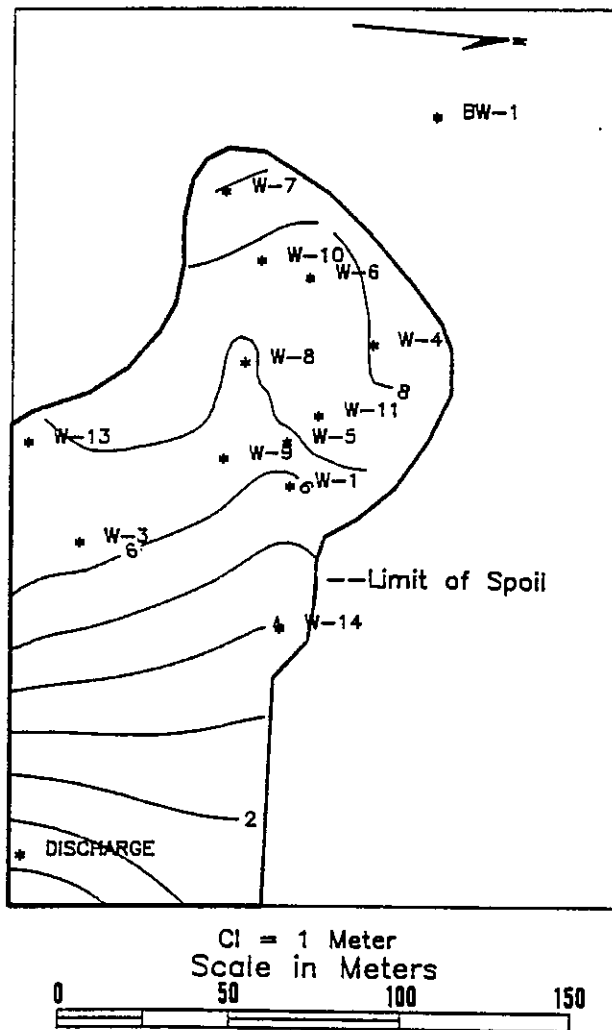 * BW-1
* W-7
* W-10
* W-6
* W-4
* W-8
8
* W-11
* W-13
* W-5
* W-9
* W-1
6
* W-3
6
--Limit of Spoil
4
* W-14
2
* DISCHARGE
CI = 1 Meter
Scale in Meters
0 50 100 150